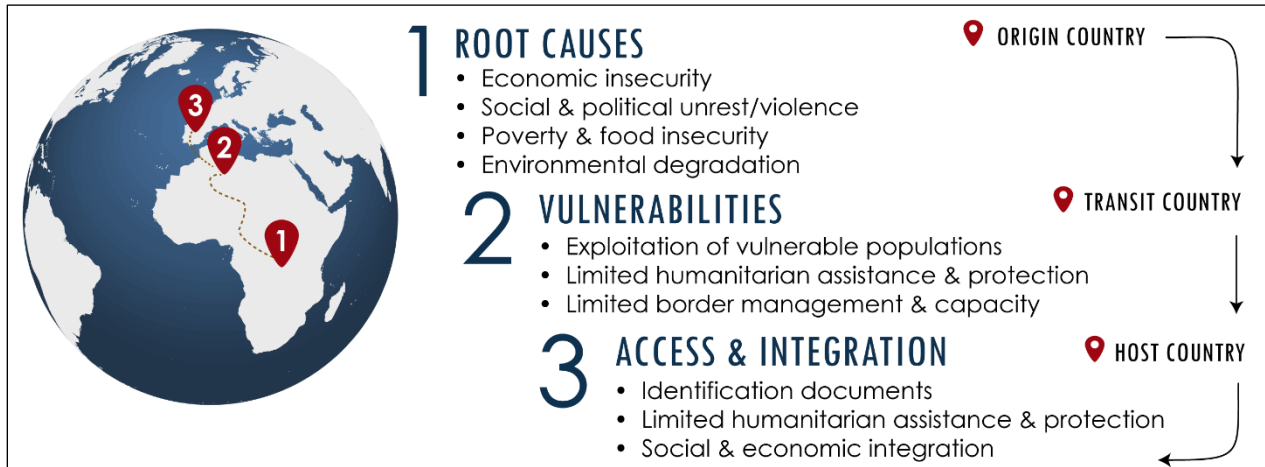 3
2
1
1 ROOT CAUSES
• Economic insecurity
• Social & political unrest/violence
• Poverty & food insecurity
• Environmental degradation
ORIGIN COUNTRY
2 VULNERABILITIES
• Exploitation of vulnerable populations
• Limited humanitarian assistance & protection
• Limited border management & capacity
TRANSIT COUNTRY
3 ACCESS & INTEGRATION
• Identification documents
• Limited humanitarian assistance & protection
• Social & economic integration
HOST COUNTRY